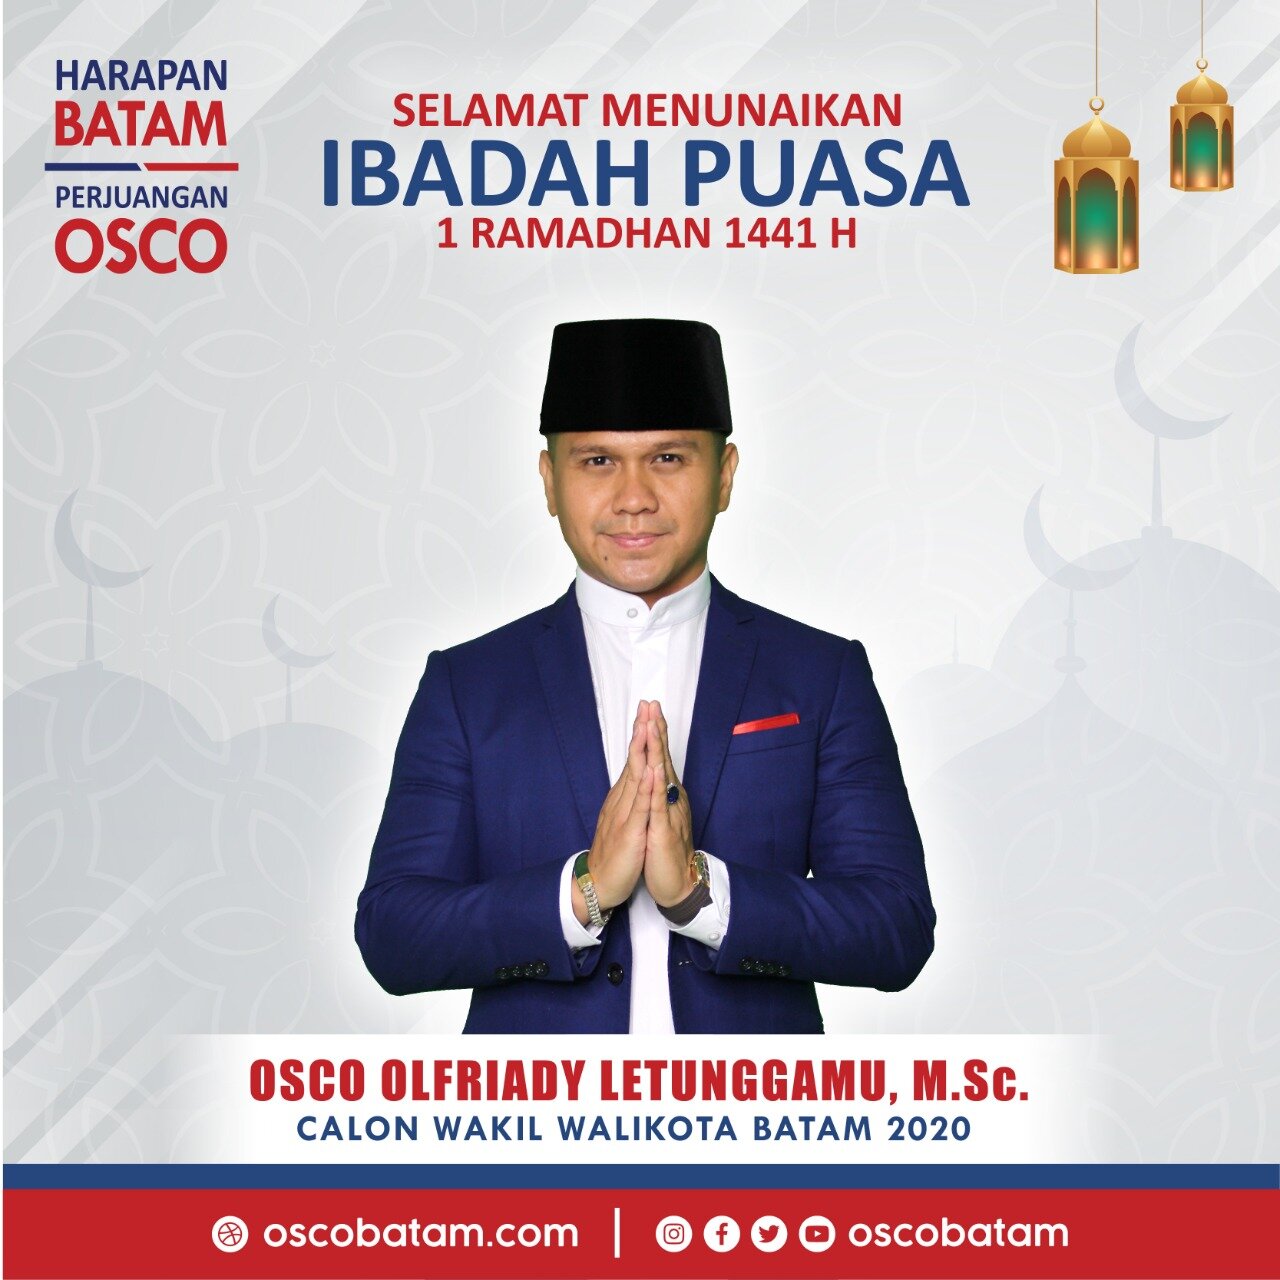 HARAPAN
BATAM
PERJUANGAN
OSCO
SELAMAT MENUNAIKAN
IBADAH PUASA
1 RAMADHAN 1441 H
OSCO OLFRIADY LETUNGGAMU, M.Sc.
CALON WAKIL WALIKOTA BATAM 2020
oscobatam.com | oscobatam